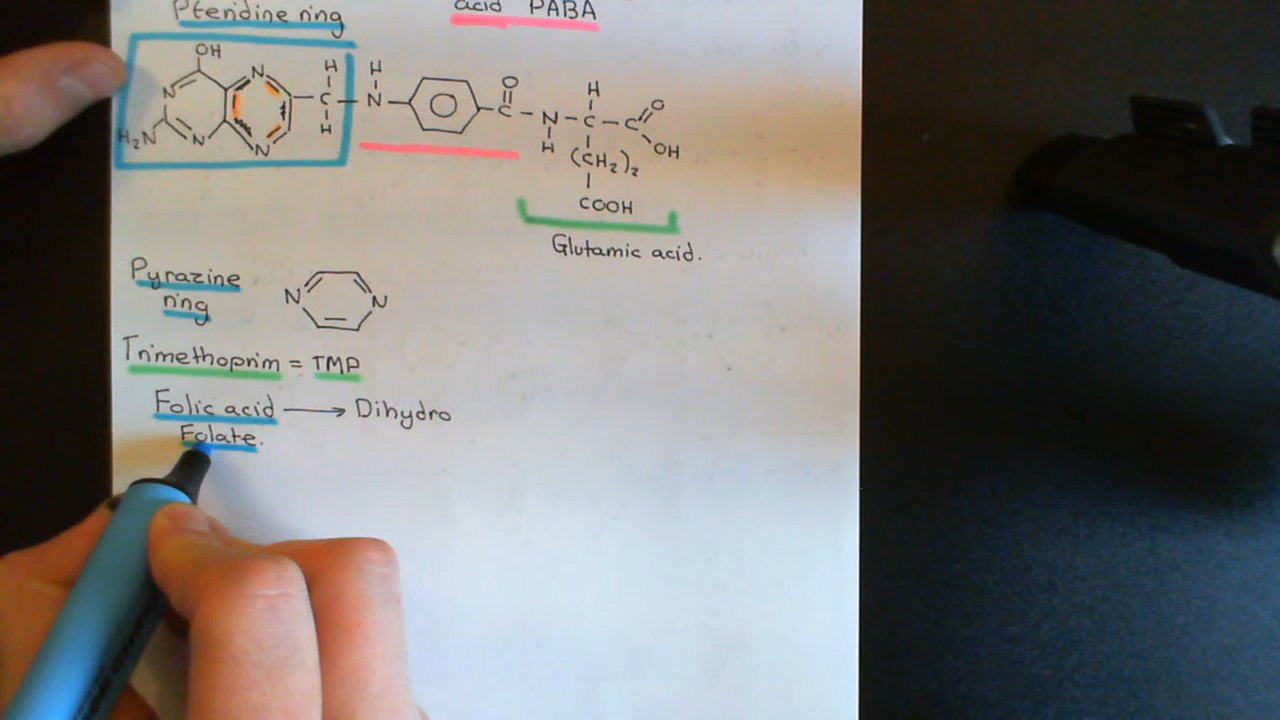 Pteridine ring
acid PABA
OH
N
N
H
H
O
H
O
N
C
N
C
N
C
C
H₂N
N
N
H
H
OH
(CH₂)₂
COOH
Glutamic acid.
Pyrazine
ring
N
N
Trimethoprim = TMP
Folic acid → Dihydro
Folate.